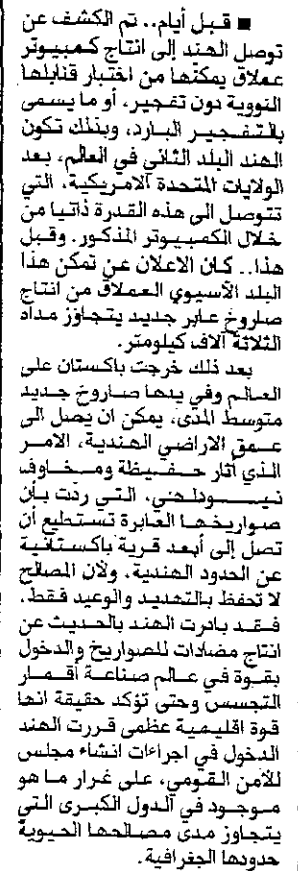 ■ قبل أيام.. تم الكشف عن
توصل الهند إلى انتاج كمبيوتر
عملاق يمكنها من اختبار قنابلها
النووية دون تفجير، أو ما يسمى
بالتفجير البارد، وبذلك تكون
الهند البلد الثاني في العالم، بعد
الولايات المتحدة الامريكية، التي
تتوصل الى هذه القدرة ذاتيا من
خلال الكمبيوتر المذكور. وقبل
هذا.. كان الاعلان عن تمكن هذا
البلد الآسيوي العملاق من انتاج
صاروخ عابر جديد يتجاوز مداه
الثلاثة آلاف كيلومتر.
بعد ذلك خرجت باكستان على
العالم وفي يدها صاروخ جديد
متوسط المدى، يمكن ان يصل الى
عمق الاراضي الهندية، الامر
الذي أثار حفيظة ومخاوف
نيودلهي، التي ردت بأن
صواريخها العابرة تستطيع أن
تصل إلى أبعد قرية باكستانية
عن الحدود الهندية، ولأن المصالح
لا تحفظ بالتهديد والوعيد فقط،
فقد بادرت الهند بالحديث عن
انتاج مضادات للصواريخ والدخول
بقوة في عالم صناعة أقمار
التجسس وحتى تؤكد حقيقة انها
قوة اقليمية عظمى قررت الهند
الدخول في اجراءات انشاء مجلس
للأمن القومي، على غرار ما هو
موجود في الدول الكبرى التي
يتجاوز مدى مصالحها الحيوية
حدودها الجغرافية.